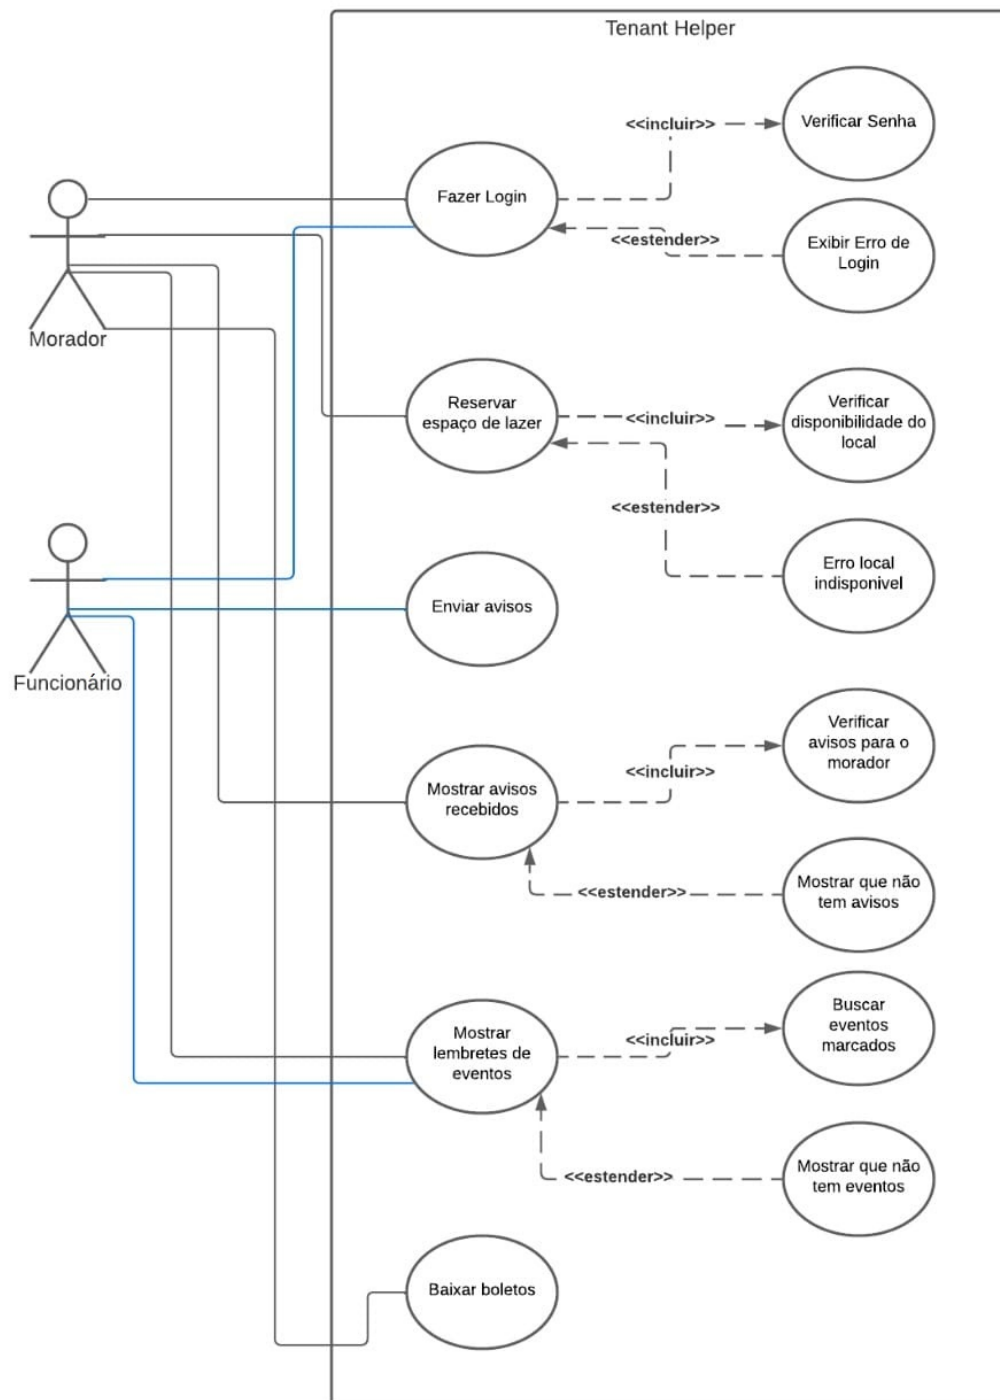 Tenant Helper
<<incluir>>
Verificar Senha
Fazer Login
<<estender>>
Exibir Erro de
Login
Morador
Reservar
espaço de lazer
<<incluir>>
Verificar
disponibilidade do
local
<<estender>>
Erro local
indisponivel
Enviar avisos
Funcionário
Mostrar avisos
recebidos
<<incluir>>
Verificar
avisos para o
morador
<<estender>>
Mostrar que não
tem avisos
Mostrar
lembretes de
eventos
<<incluir>>
Buscar
eventos
marcados
<<estender>>
Mostrar que não
tem eventos
Baixar boletos